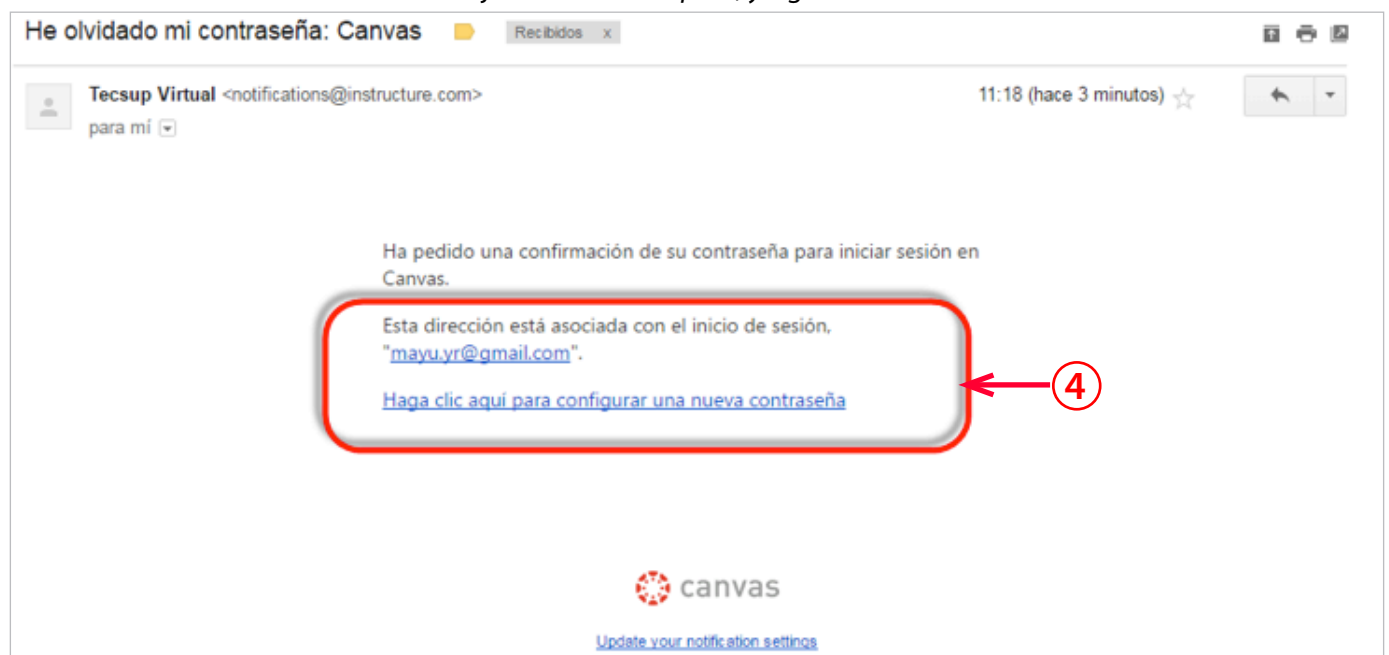 He olvidado mi contraseña: Canvas Recibidos x
Tecsup Virtual <notifications@instructure.com> 11:18 (hace 3 minutos)
para mí
Ha pedido una confirmación de su contraseña para iniciar sesión en
Canvas.
Esta dirección está asociada con el inicio de sesión,
"mayu.yr@gmail.com".
Haga clic aquí para configurar una nueva contraseña
4
canvas
Update your notification settings